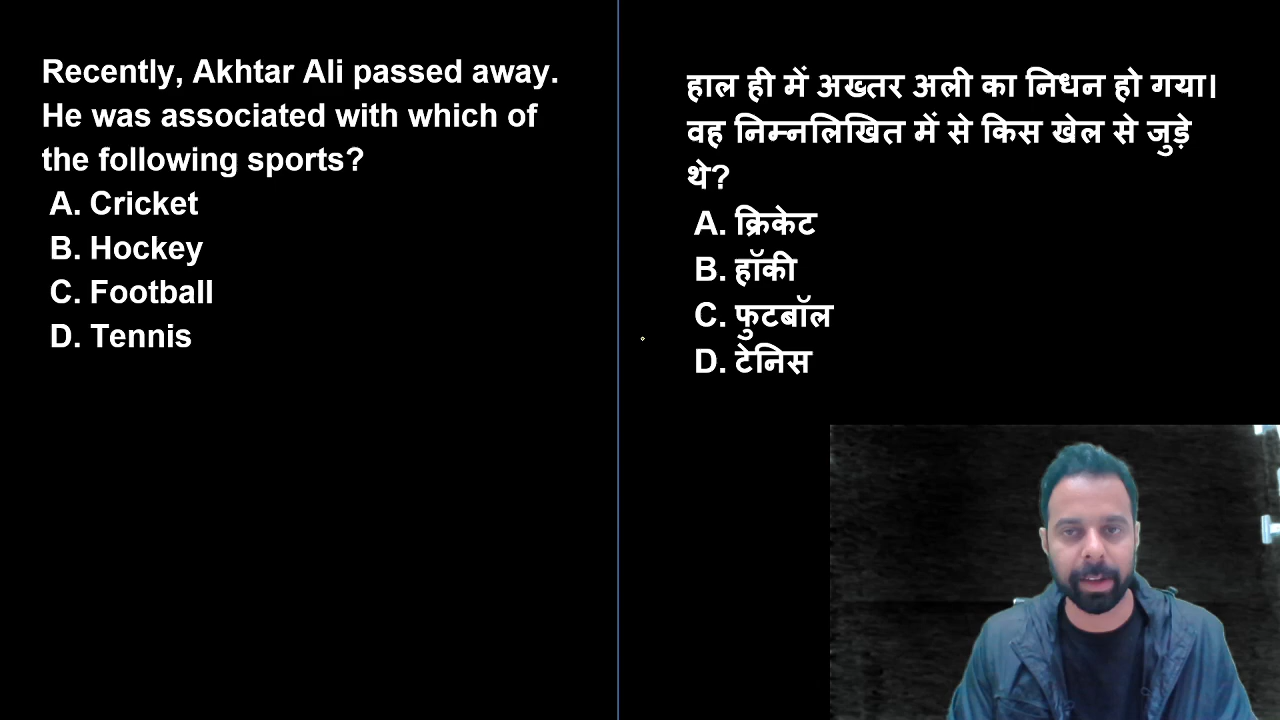 Recently, Akhtar Ali passed away.
He was associated with which of
the following sports?
A. Cricket
B. Hockey
C. Football
D. Tennis
हाल ही में अख्तर अली का निधन हो गया।
वह निम्नलिखित में से किस खेल से जुड़े
थे?
A. क्रिकेट
B. हॉकी
C. फुटबॉल
D. टेनिस